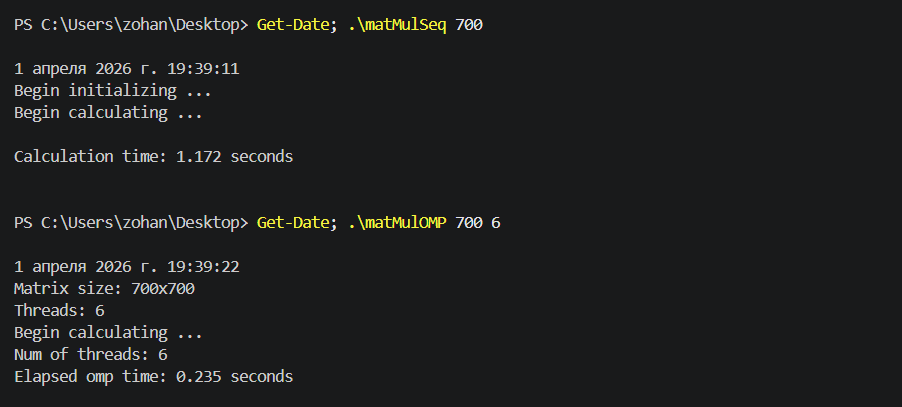 PS C:\Users\zohan\Desktop> Get-Date; .\matMulSeq 700
1 апреля 2026 г. 19:39:11
Begin initializing ...
Begin calculating ...
Calculation time: 1.172 seconds
PS C:\Users\zohan\Desktop> Get-Date; .\matMulOMP 700 6
1 апреля 2026 г. 19:39:22
Matrix size: 700x700
Threads: 6
Begin calculating ...
Num of threads: 6
Elapsed omp time: 0.235 seconds